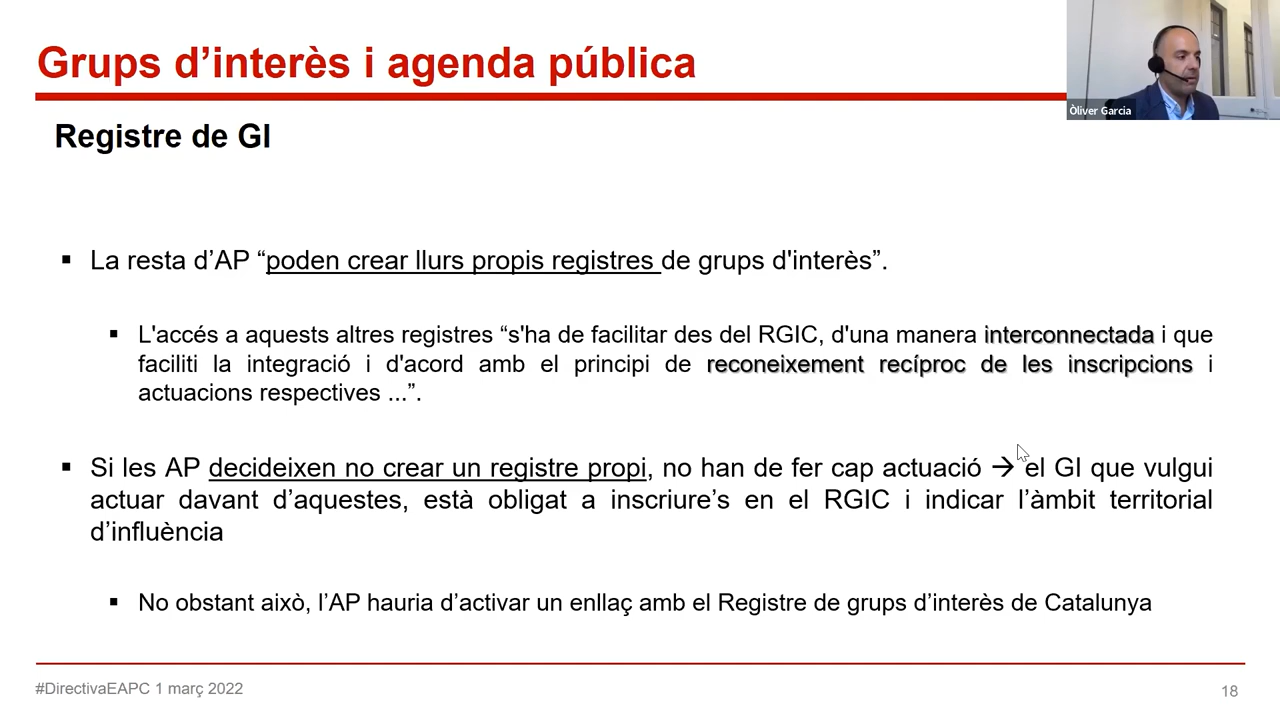 Grups d’interès i agenda pública
Òliver Garcia
Registre de GI
▪ La resta d’AP “poden crear llurs propis registres de grups d'interès”.
▪ L'accés a aquests altres registres “s'ha de facilitar des del RGIC, d'una manera interconnectada i que
faciliti la integració i d'acord amb el principi de reconeixement recíproc de les inscripcions i
actuacions respectives ...”.
▪ Si les AP decideixen no crear un registre propi, no han de fer cap actuació → el GI que vulgui
actuar davant d’aquestes, està obligat a inscriure’s en el RGIC i indicar l’àmbit territorial
d’influència
▪ No obstant això, l’AP hauria d’activar un enllaç amb el Registre de grups d’interès de Catalunya
#DirectivaEAPC 1 març 2022
18